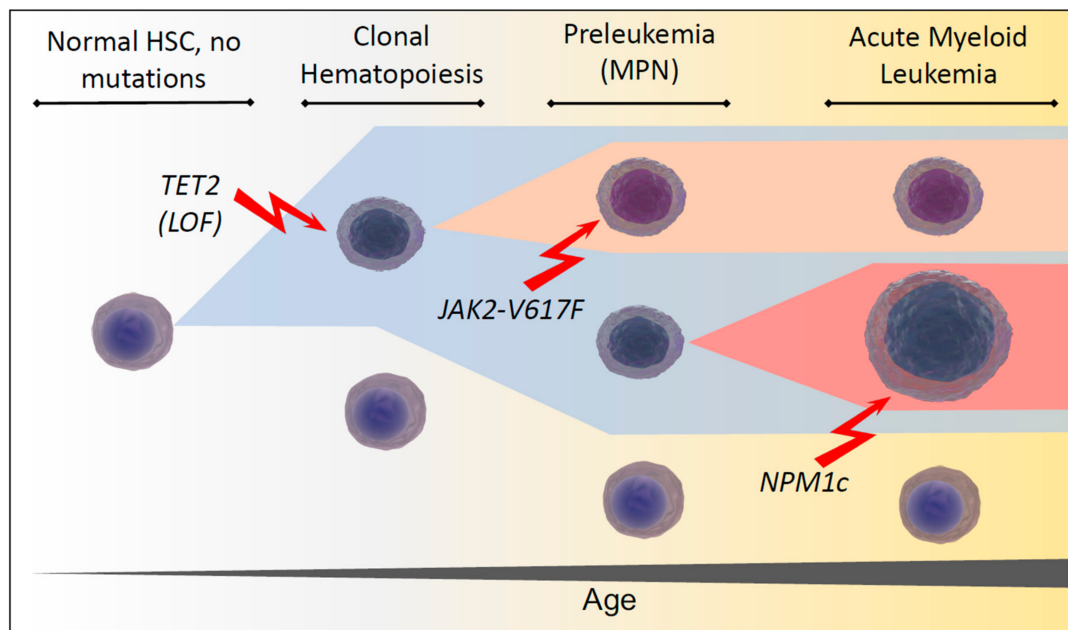 Normal HSC, no
mutations
Clonal
Hematopoiesis
Preleukemia
(MPN)
Acute Myeloid
Leukemia
TET2
(LOF)
JAK2-V617F
NPM1c
Age